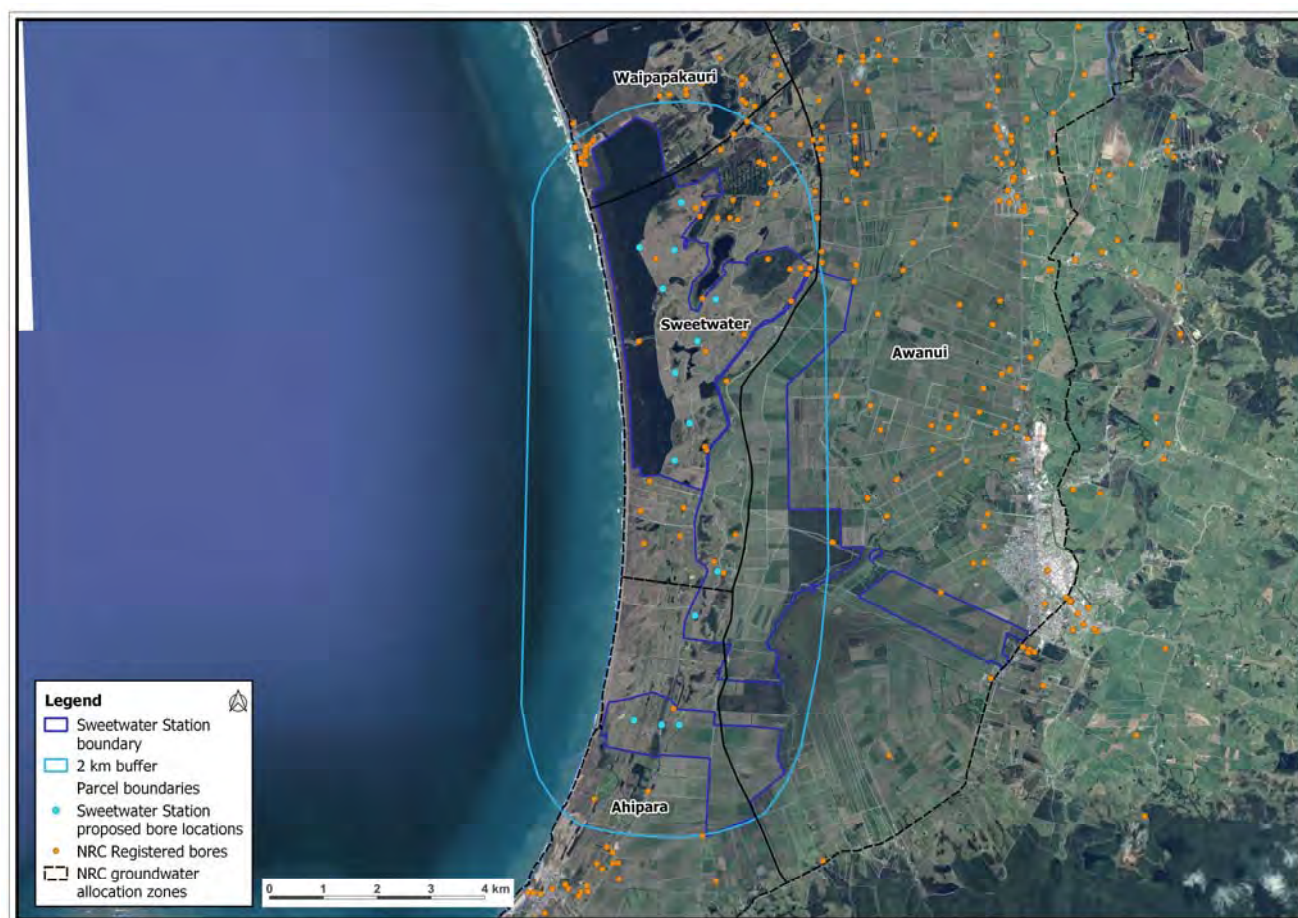 Waipapakauri
Sweetwater
Awanui
Ahipara
Legend
Sweetwater Station
boundary
2 km buffer
Parcel boundaries
Sweetwater Station
proposed bore locations
NRC Registered bores
NRC groundwater
allocation zones
0 1 2 3 4 km